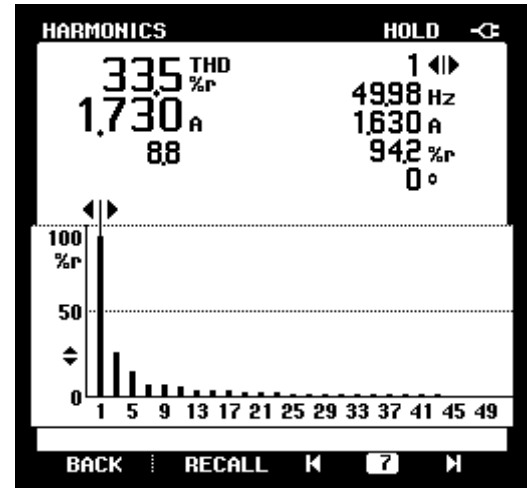 HARMONICS HOLD
33.5 THD %r
1.730 A
8.8
1
49.98 Hz
1.630 A
94.2 %r
0 °
100
%r
50
0
1 5 9 13 17 21 25 29 33 37 41 45 49
BACK RECALL 7